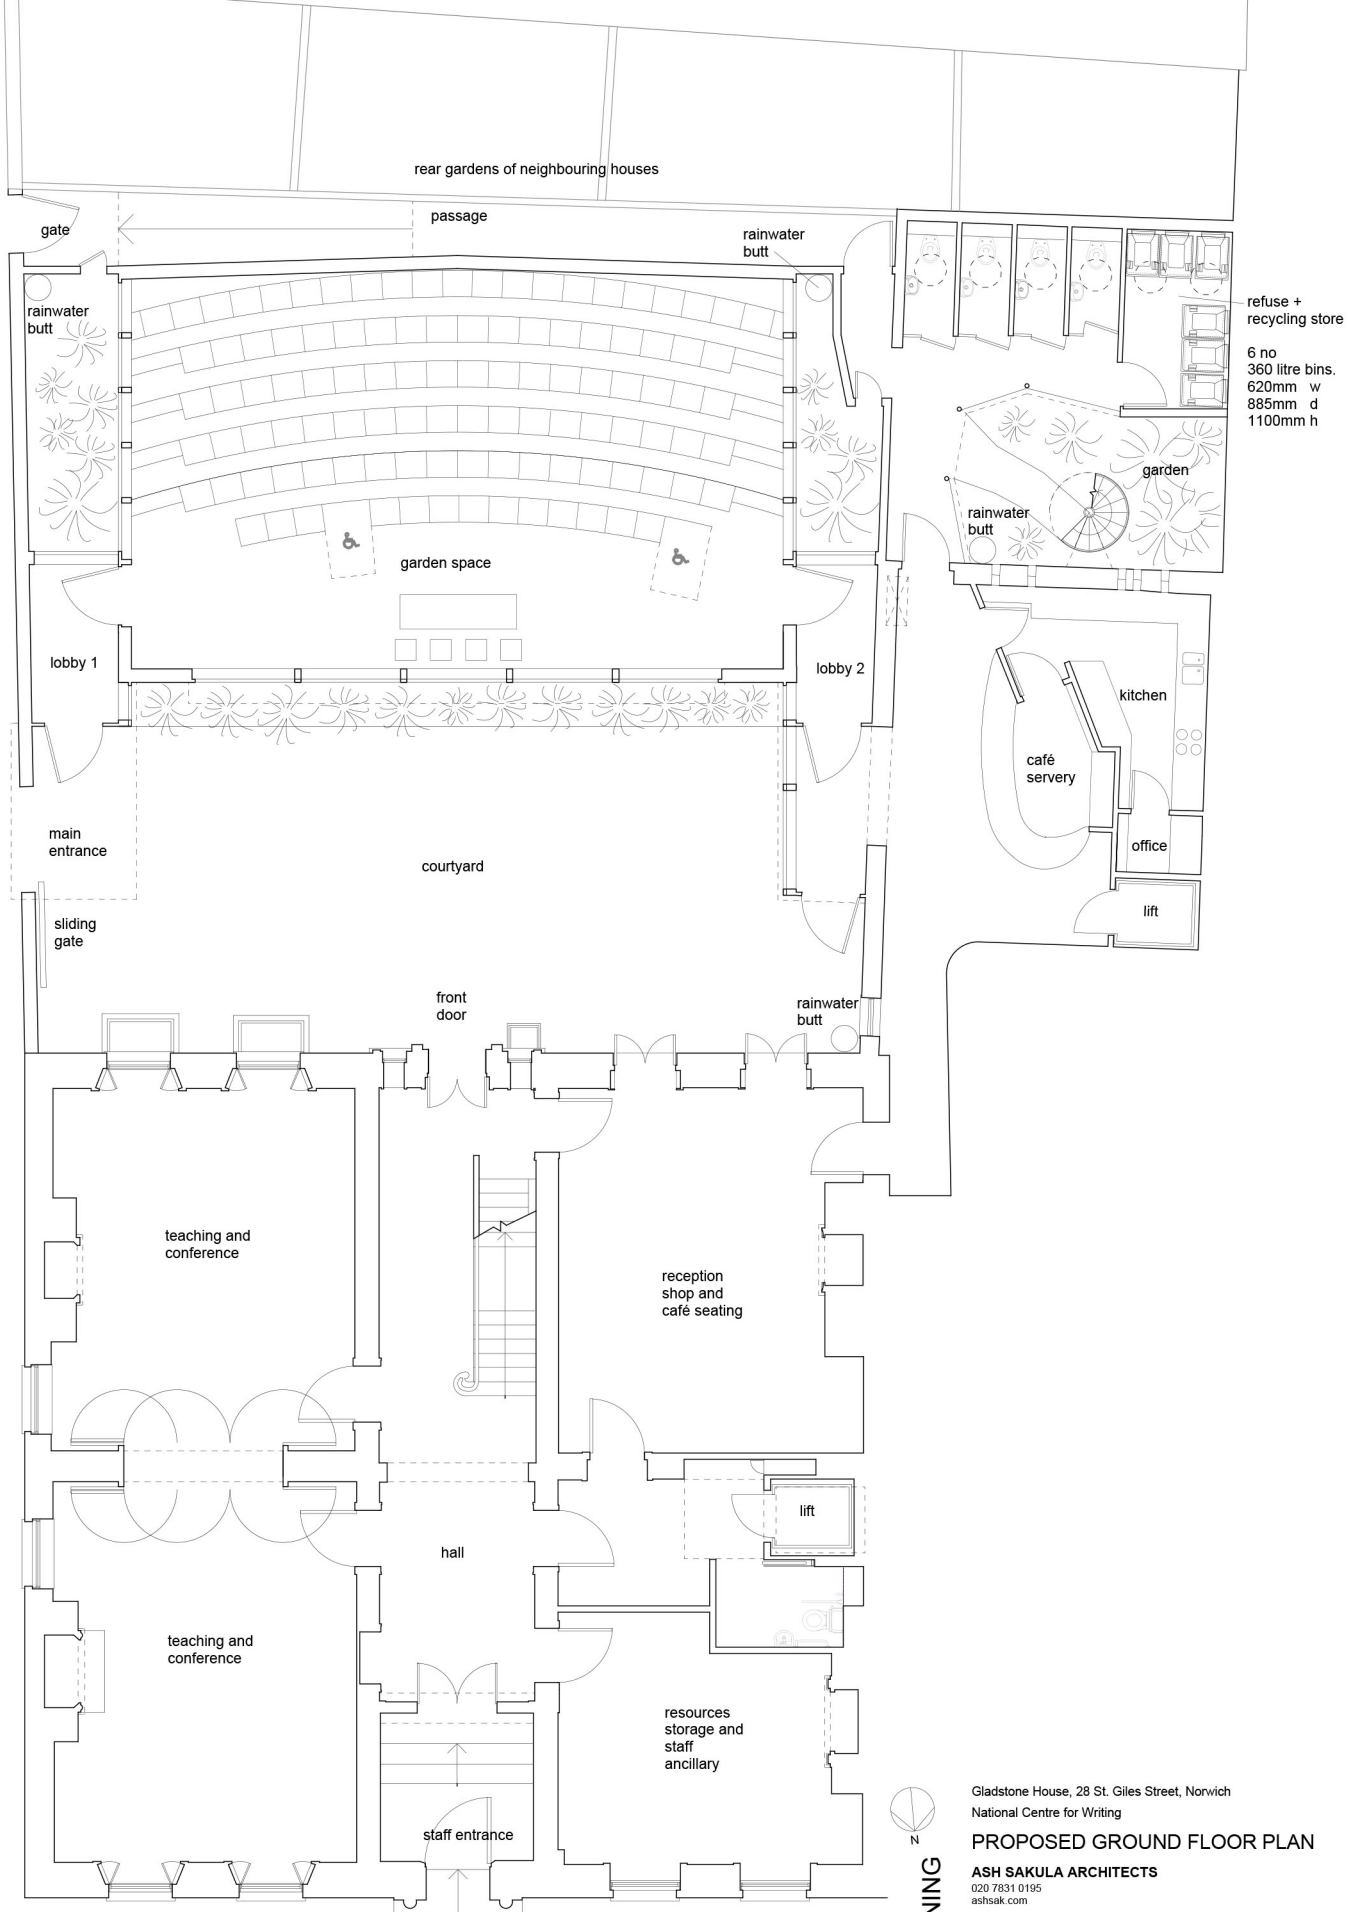 rear gardens of neighbouring houses
passage
gate
rainwater
butt
rainwater
butt
refuse +
recycling store
6 no
360 litre bins.
620mm w
885mm d
1100mm h
garden
rainwater
butt
garden space
lobby 1
lobby 2
kitchen
café
servery
main
entrance
office
courtyard
lift
sliding
gate
front
door
rainwater
butt
teaching and
conference
reception
shop and
café seating
lift
hall
teaching and
conference
resources
storage and
staff
ancillary
staff entrance
N
NING
Gladstone House, 28 St. Giles Street, Norwich
National Centre for Writing
PROPOSED GROUND FLOOR PLAN
ASH SAKULA ARCHITECTS
020 7831 0195
ashsak.com